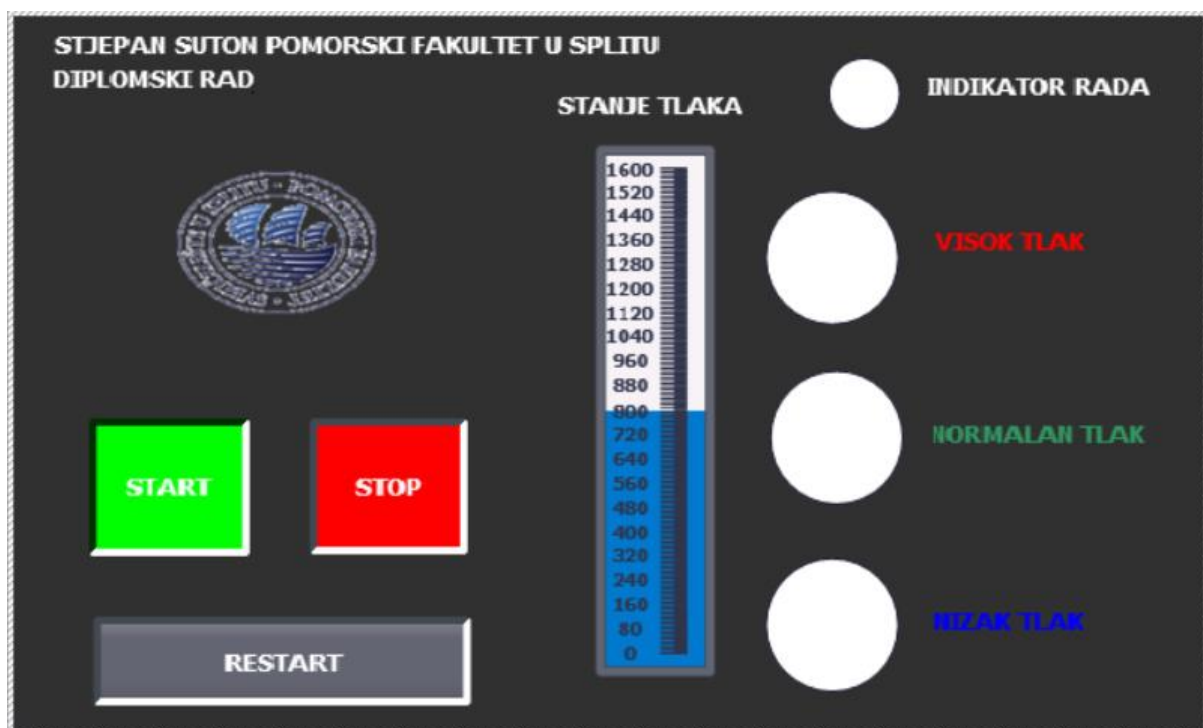 STJEPAN SUTON POMORSKI FAKULTET U SPLITU
DIPLOMSKI RAD
INDIKATOR RADA
STANJE TLAKA
1600
1520
1440
1360
1280
1200
1120
1040
960
880
800
720
640
560
480
400
320
240
160
80
0
VISOK TLAK
NORMALAN TLAK
NIZAK TLAK
START
STOP
RESTART